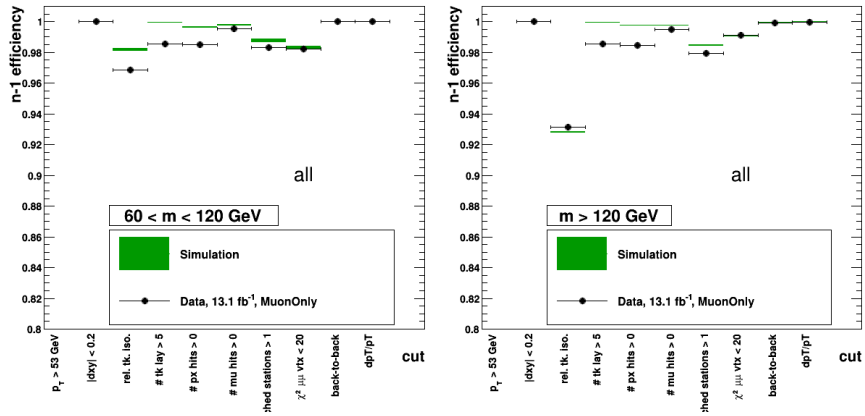 n-1 efficiency
1
0.98
0.96
0.94
0.92
0.9
0.88
0.86
0.84
0.82
0.8
all
60 < m < 120 GeV
Simulation
Data, 13.1 fb⁻¹, MuonOnly
p_T > 53 GeV
|dxy| < 0.2
rel. tk. iso.
# tk lay > 5
# px hits > 0
# mu hits > 0
ched stations > 1
χ² μμ vtx < 20
back-to-back
dpT/pT
cut
n-1 efficiency
1
0.98
0.96
0.94
0.92
0.9
0.88
0.86
0.84
0.82
0.8
all
m > 120 GeV
Simulation
Data, 13.1 fb⁻¹, MuonOnly
p_T > 53 GeV
|dxy| < 0.2
rel. tk. iso.
# tk lay > 5
# px hits > 0
# mu hits > 0
ched stations > 1
χ² μμ vtx < 20
back-to-back
dpT/pT
cut